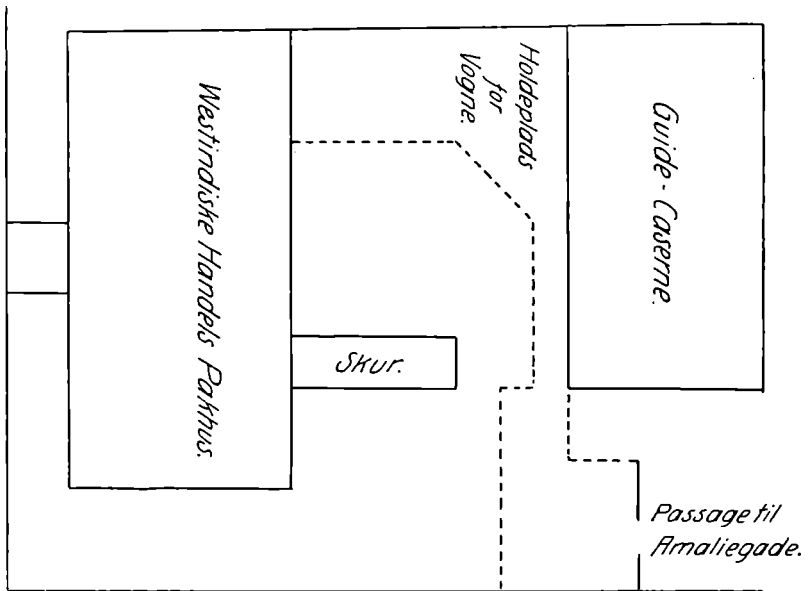 Westindiske Handels Pakhus.
Holdeplads
for
Vogne.
Guide-Caserne.
Skur.
Passage til
Amaliegade.